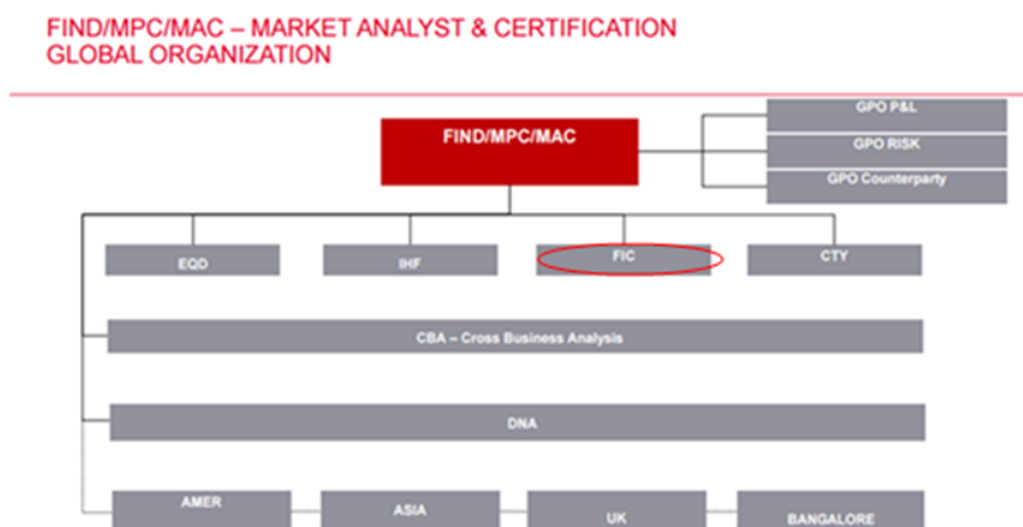 FIND/MPC/MAC – MARKET ANALYST & CERTIFICATION
GLOBAL ORGANIZATION
GPO P&L
FIND/MPC/MAC
GPO RISK
GPO Counterparty
EQD
IHF
FIC
CTY
CBA – Cross Business Analysis
DNA
AMER
ASIA
UK
BANGALORE